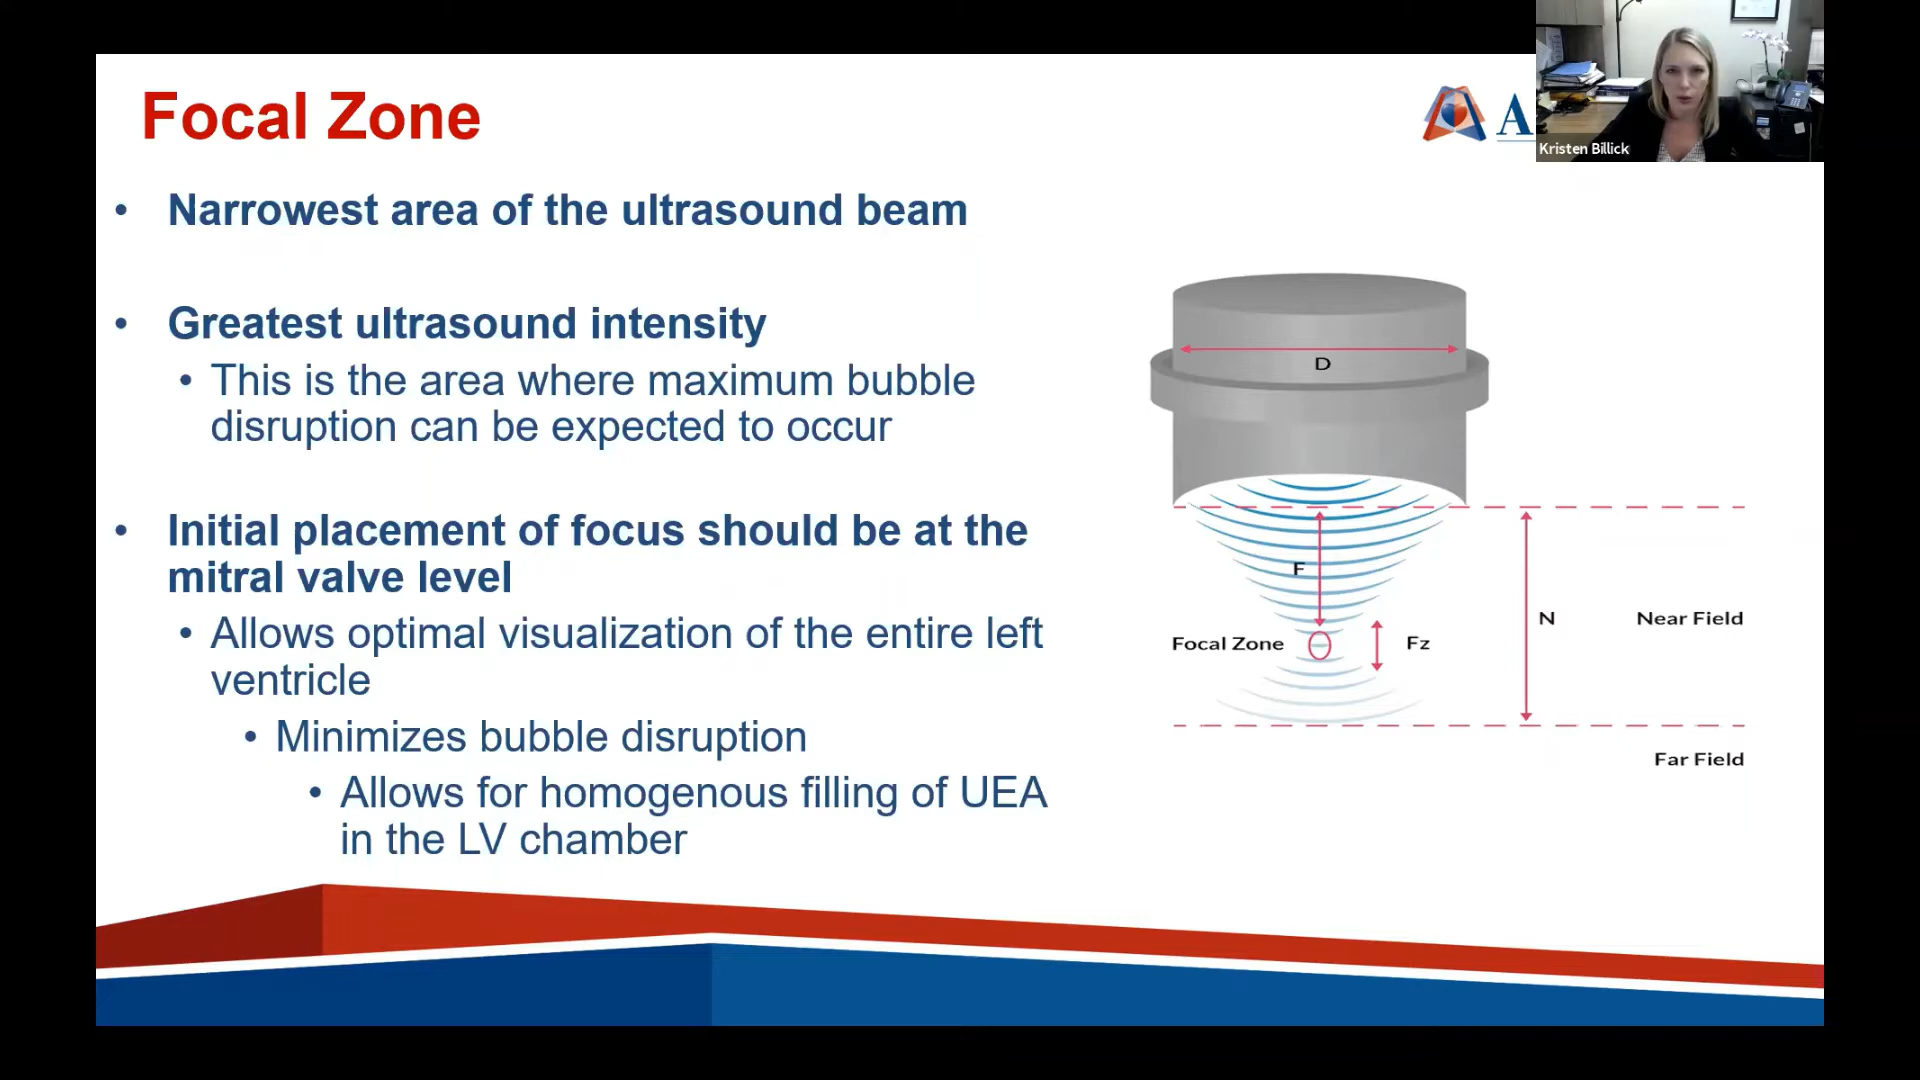 Focal Zone
A
Kristen Billick
• Narrowest area of the ultrasound beam
• Greatest ultrasound intensity
• This is the area where maximum bubble
disruption can be expected to occur
• Initial placement of focus should be at the
mitral valve level
• Allows optimal visualization of the entire left
ventricle
• Minimizes bubble disruption
• Allows for homogenous filling of UEA
in the LV chamber
D
F
N
Near Field
Focal Zone
Fz
Far Field